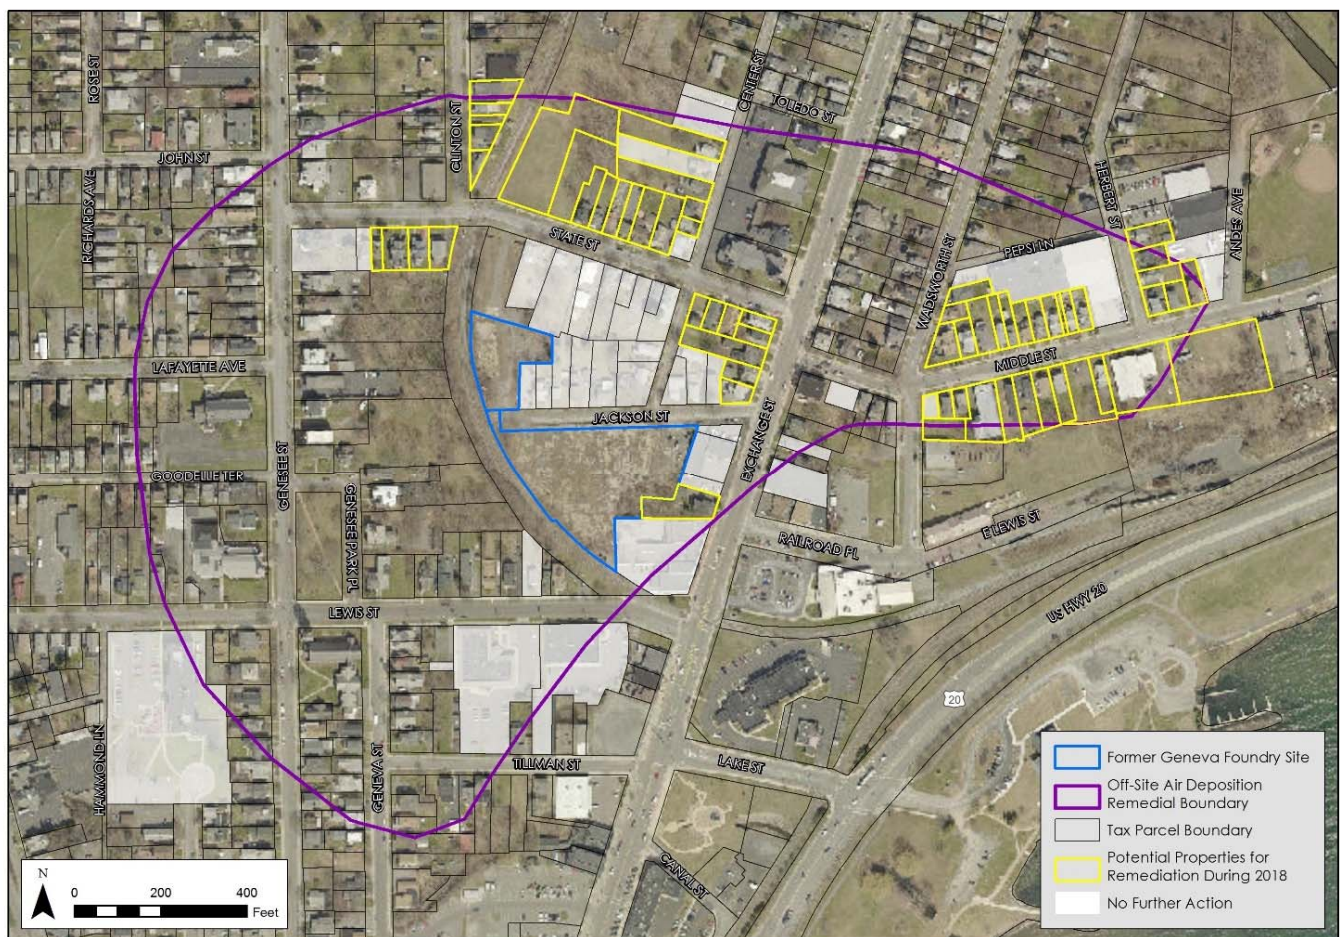 ROSE ST
CENTER ST
TOLEDO ST
CLINTON ST
JOHN ST
RICHARDS AVE
HERBERT ST
ANDES AVE
STATE ST
PEPSI LN
WADSWORTH ST
MIDDLE ST
LAFAYETTE AVE
JACKSON ST
EXCHANGE ST
GENESEE ST
GOODELLE TER
GENESEE PARK PL
E LEWIS ST
RAILROAD PL
LEWIS ST
US HWY 20
20
HAMMOND LN
GENEVA ST
TILLMAN ST
LAKE ST
CANAL ST
N
0 200 400
Feet
Former Geneva Foundry Site
Off-Site Air Deposition
Remedial Boundary
Tax Parcel Boundary
Potential Properties for
Remediation During 2018
No Further Action